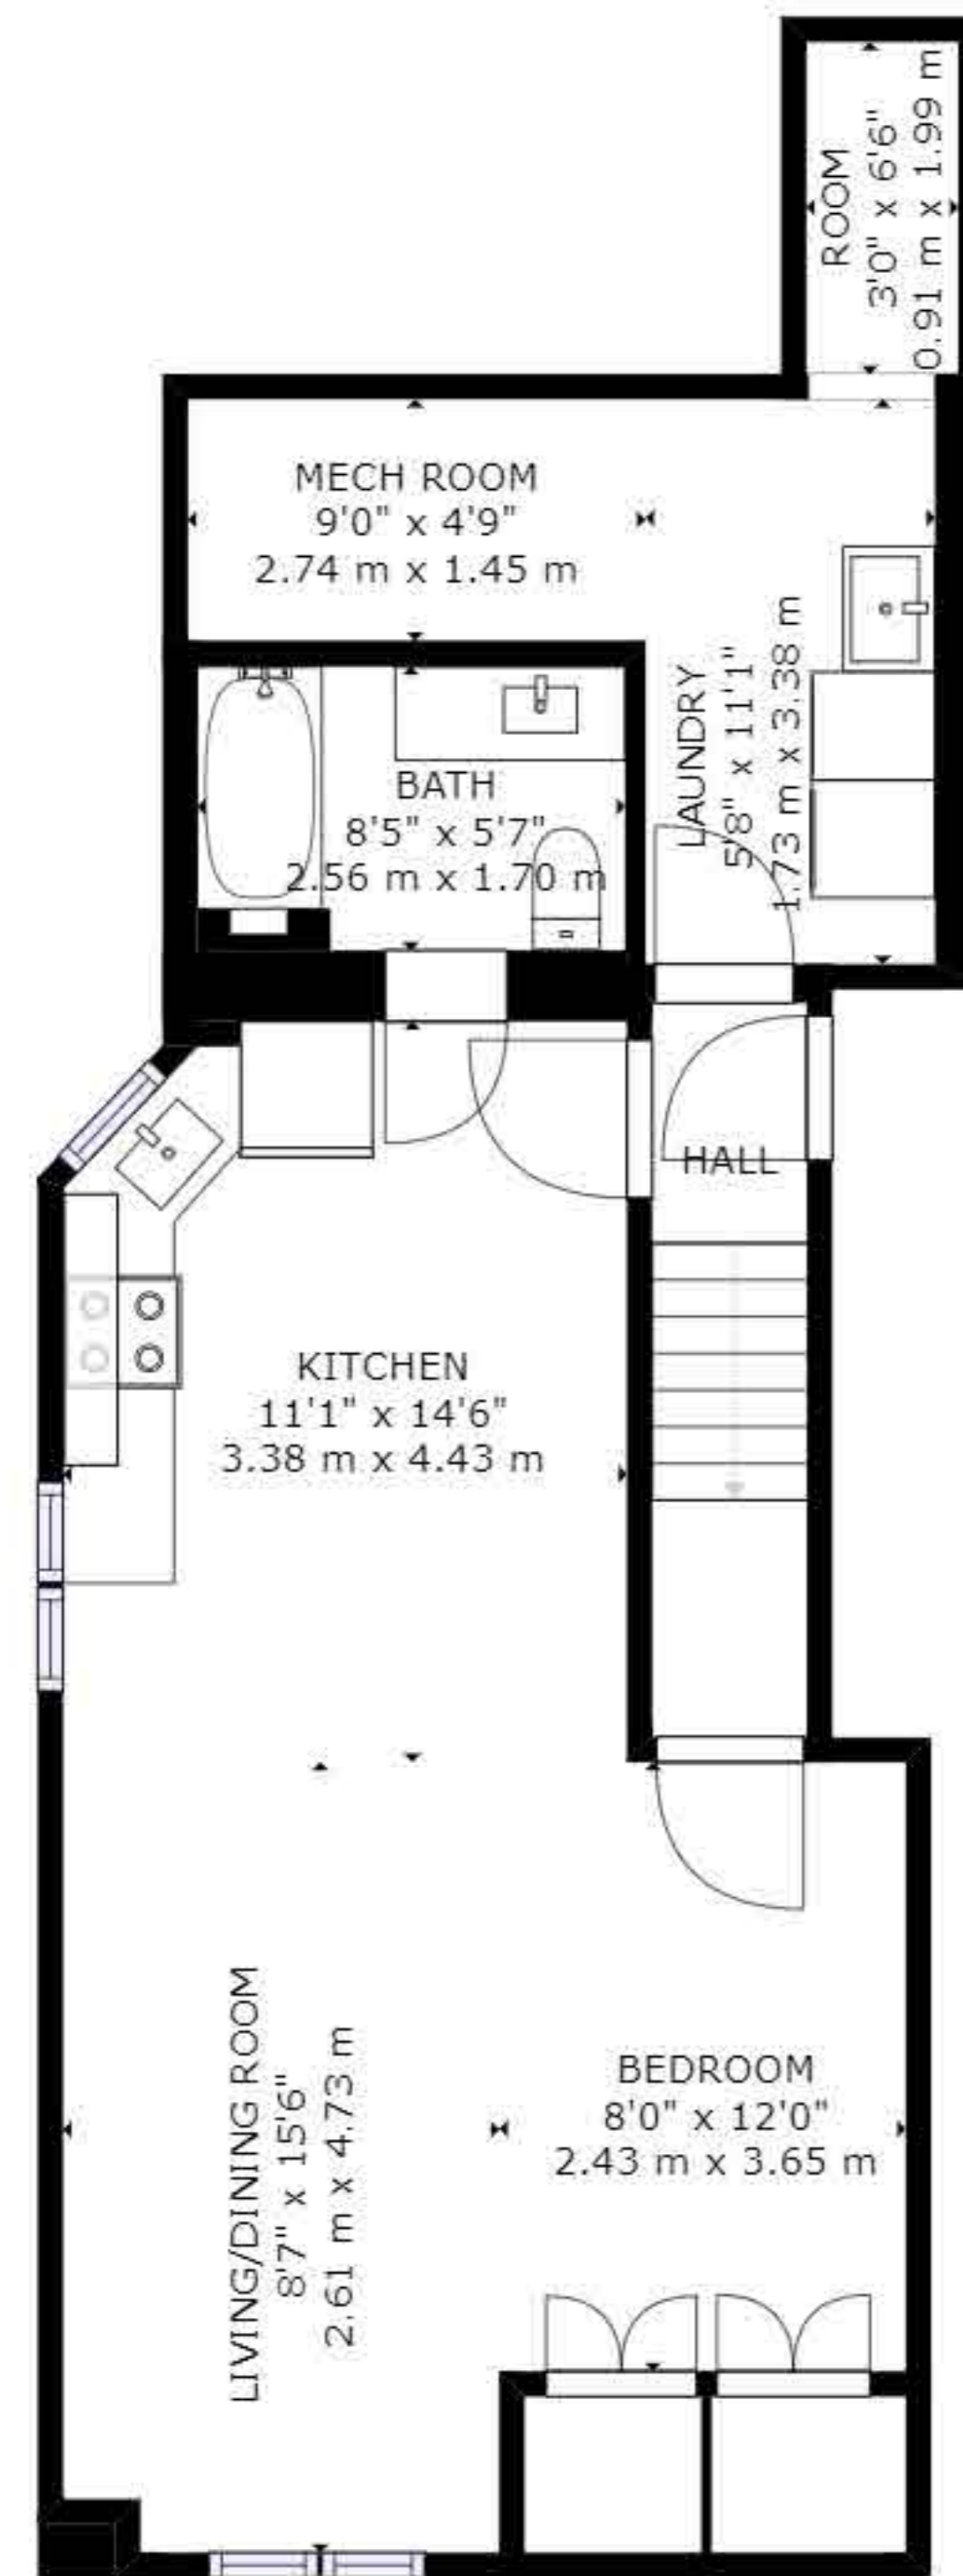 ROOM
3'0" x 6'6"
0.91 m x 1.99 m
MECH ROOM
9'0" x 4'9"
2.74 m x 1.45 m
LAUNDRY
5'8" x 11'1"
1.73 m x 3.38 m
BATH
8'5" x 5'7"
2.56 m x 1.70 m
HALL
KITCHEN
11'1" x 14'6"
3.38 m x 4.43 m
LIVING/DINING ROOM
8'7" x 15'6"
2.61 m x 4.73 m
BEDROOM
8'0" x 12'0"
2.43 m x 3.65 m